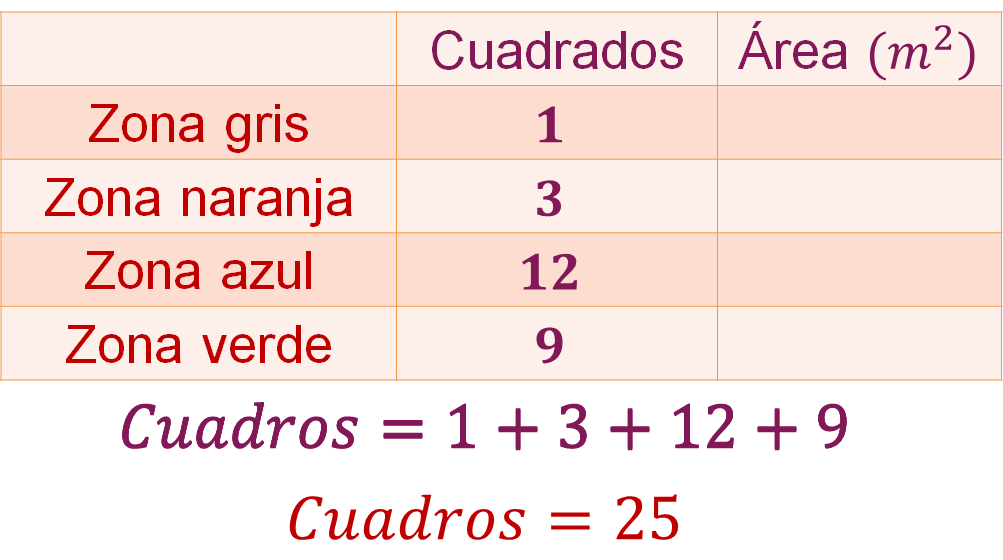 Cuadrados Área (m²)
Zona gris 1
Zona naranja 3
Zona azul 12
Zona verde 9
Cuadros = 1 + 3 + 12 + 9
Cuadros = 25